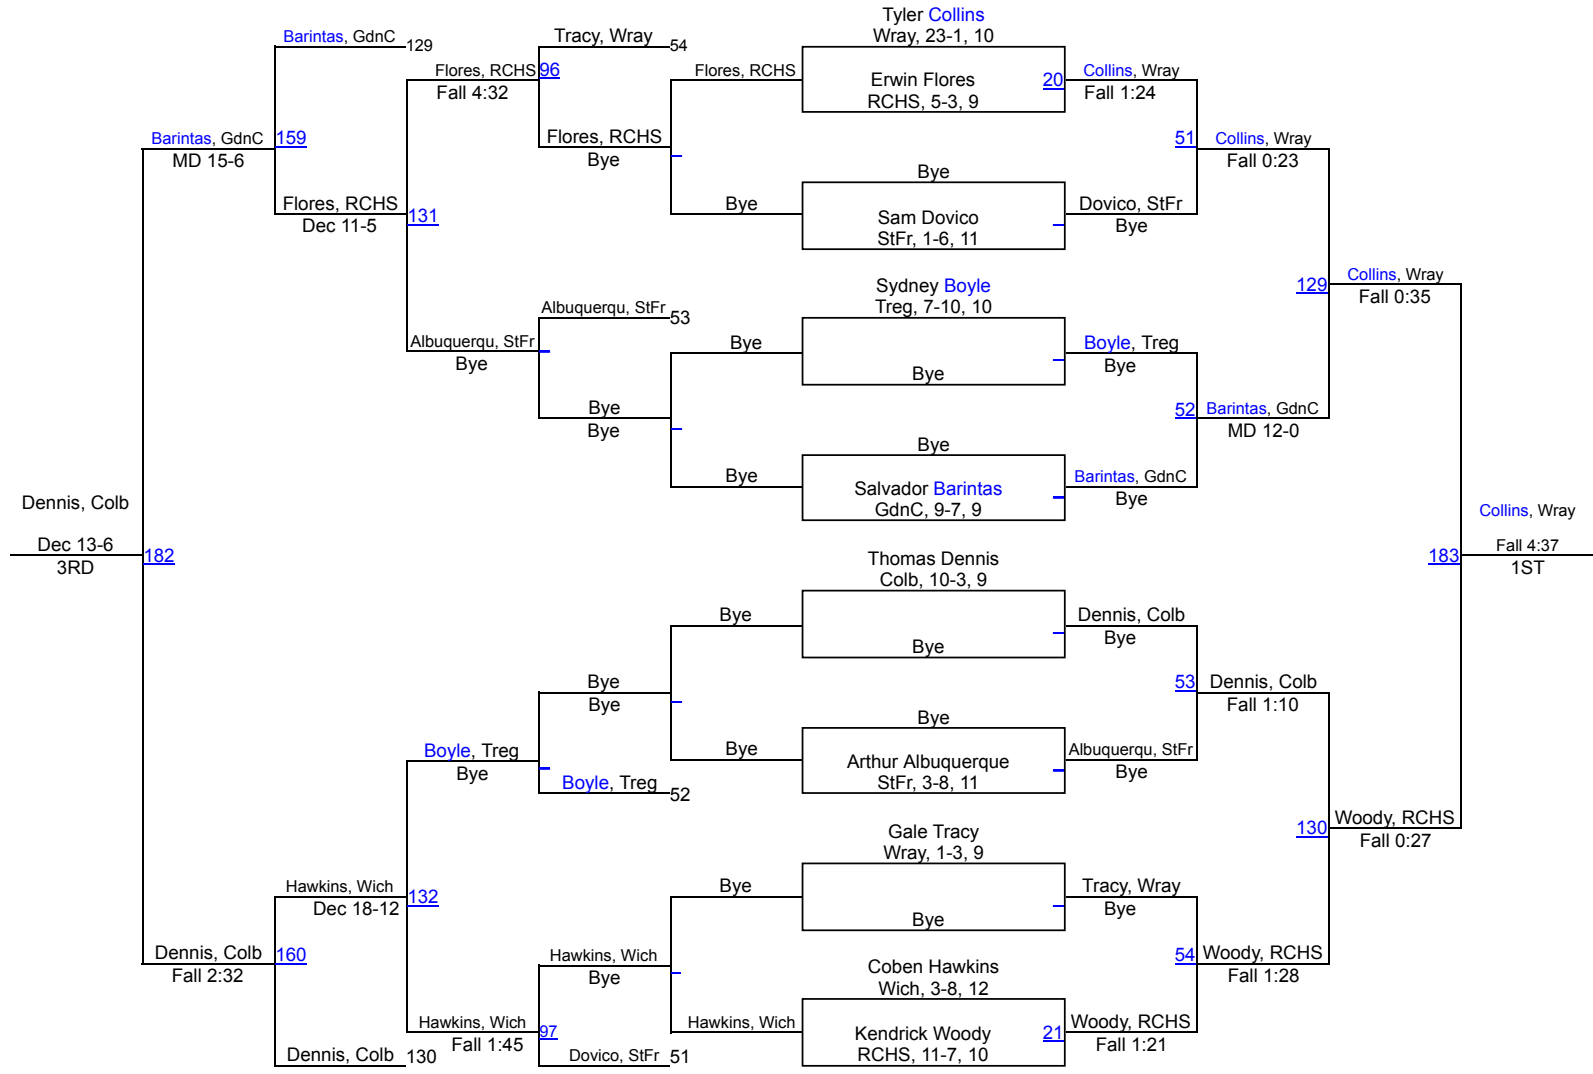 Tyler Collins
Wray, 23-1, 10
Barintas, GdnC 129
Tracy, Wray 54
Flores, RCHS 96
Fall 4:32
Flores, RCHS
Erwin Flores 20
RCHS, 5-3, 9
Collins, Wray
Fall 1:24
Barintas, GdnC 159
MD 15-6
Flores, RCHS
Bye
51 Collins, Wray
Fall 0:23
Bye
Flores, RCHS 131
Dec 11-5
Bye
Sam Dovico
StFr, 1-6, 11
Dovico, StFr
Bye
Sydney Boyle
Treg, 7-10, 10
129 Collins, Wray
Fall 0:35
Albuquerqu, StFr 53
Albuquerqu, StFr
Bye
Bye
Bye
Boyle, Treg
Bye
Bye
Bye
52 Barintas, GdnC
MD 12-0
Bye
Bye
Salvador Barintas
GdnC, 9-7, 9
Barintas, GdnC
Bye
Dennis, Colb
Dec 13-6
3RD
182
Collins, Wray
183 Fall 4:37
1ST
Thomas Dennis
Colb, 10-3, 9
Bye
Bye
Dennis, Colb
Bye
Bye
Bye
53 Dennis, Colb
Fall 1:10
Bye
Boyle, Treg
Bye
Bye
Arthur Albuquerque
StFr, 3-8, 11
Albuquerqu, StFr
Bye
Boyle, Treg 52
Gale Tracy
Wray, 1-3, 9
130 Woody, RCHS
Fall 0:27
Hawkins, Wich 132
Dec 18-12
Bye
Bye
Tracy, Wray
Bye
Dennis, Colb 160
Fall 2:32
Hawkins, Wich
Bye
54 Woody, RCHS
Fall 1:28
Coben Hawkins
Wich, 3-8, 12
Hawkins, Wich 97
Fall 1:45
Hawkins, Wich
Kendrick Woody 21
RCHS, 11-7, 10
Woody, RCHS
Fall 1:21
Dennis, Colb 130
Dovico, StFr 51